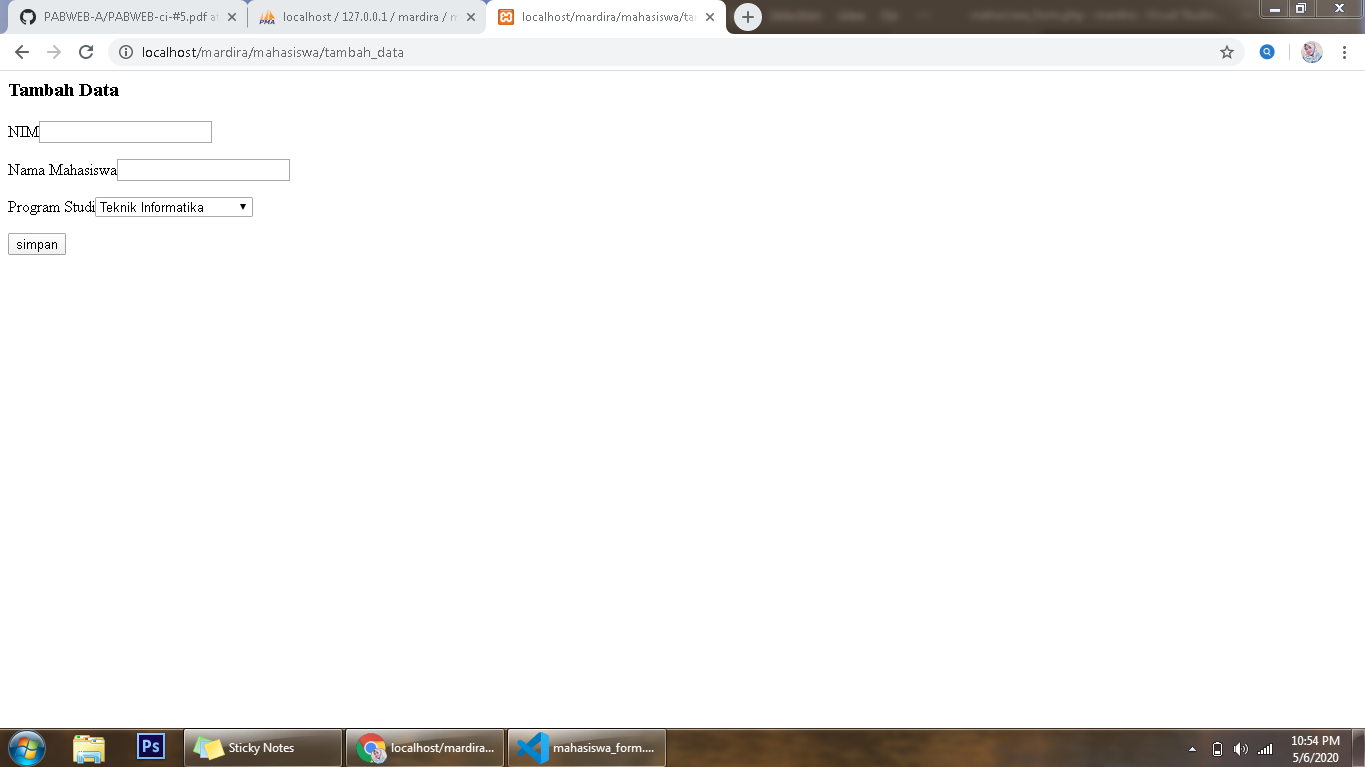 PABWEB-A/PABWEB-ci-#5.pdf at
localhost / 127.0.0.1 / mardira / m
localhost/mardira/mahasiswa/ta
localhost/mardira/mahasiswa/tambah_data
Tambah Data
NIM
Nama Mahasiswa
Program Studi Teknik Informatika
simpan
Ps
Sticky Notes
localhost/mardira...
mahasiswa_form....
10:54 PM
5/6/2020